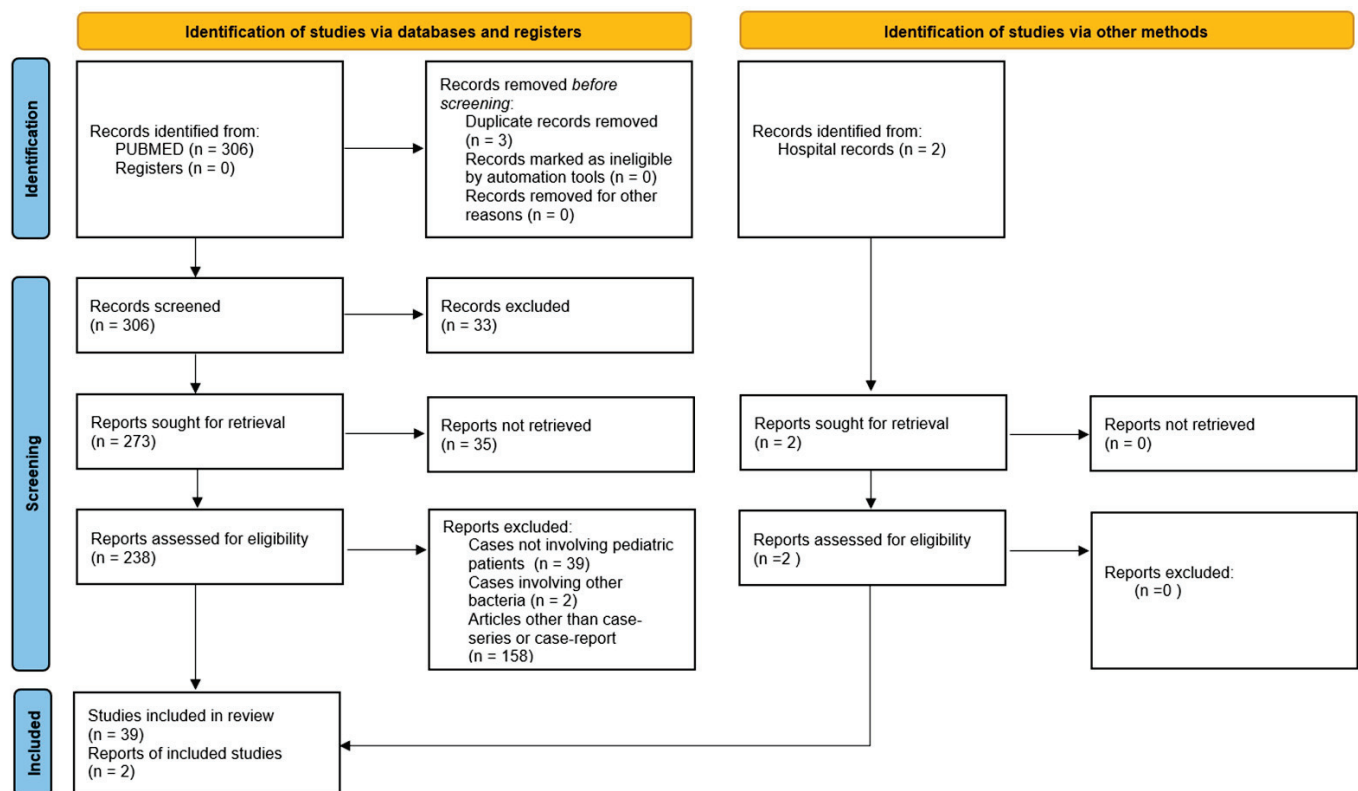 Identification of studies via databases and registers
Identification of studies via other methods
Identification
Records identified from:
PUBMED (n = 306)
Registers (n = 0)
Records removed before
screening:
Duplicate records removed
(n = 3)
Records marked as ineligible
by automation tools (n = 0)
Records removed for other
reasons (n = 0)
Records identified from:
Hospital records (n = 2)
Screening
Records screened
(n = 306)
Records excluded
(n = 33)
Reports sought for retrieval
(n = 273)
Reports not retrieved
(n = 35)
Reports sought for retrieval
(n = 2)
Reports not retrieved
(n = 0)
Reports assessed for eligibility
(n = 238)
Reports excluded:
Cases not involving pediatric
patients (n = 39)
Cases involving other
bacteria (n = 2)
Articles other than case-
series or case-report
(n = 158)
Reports assessed for eligibility
(n =2 )
Reports excluded:
(n =0 )
Included
Studies included in review
(n = 39)
Reports of included studies
(n = 2)